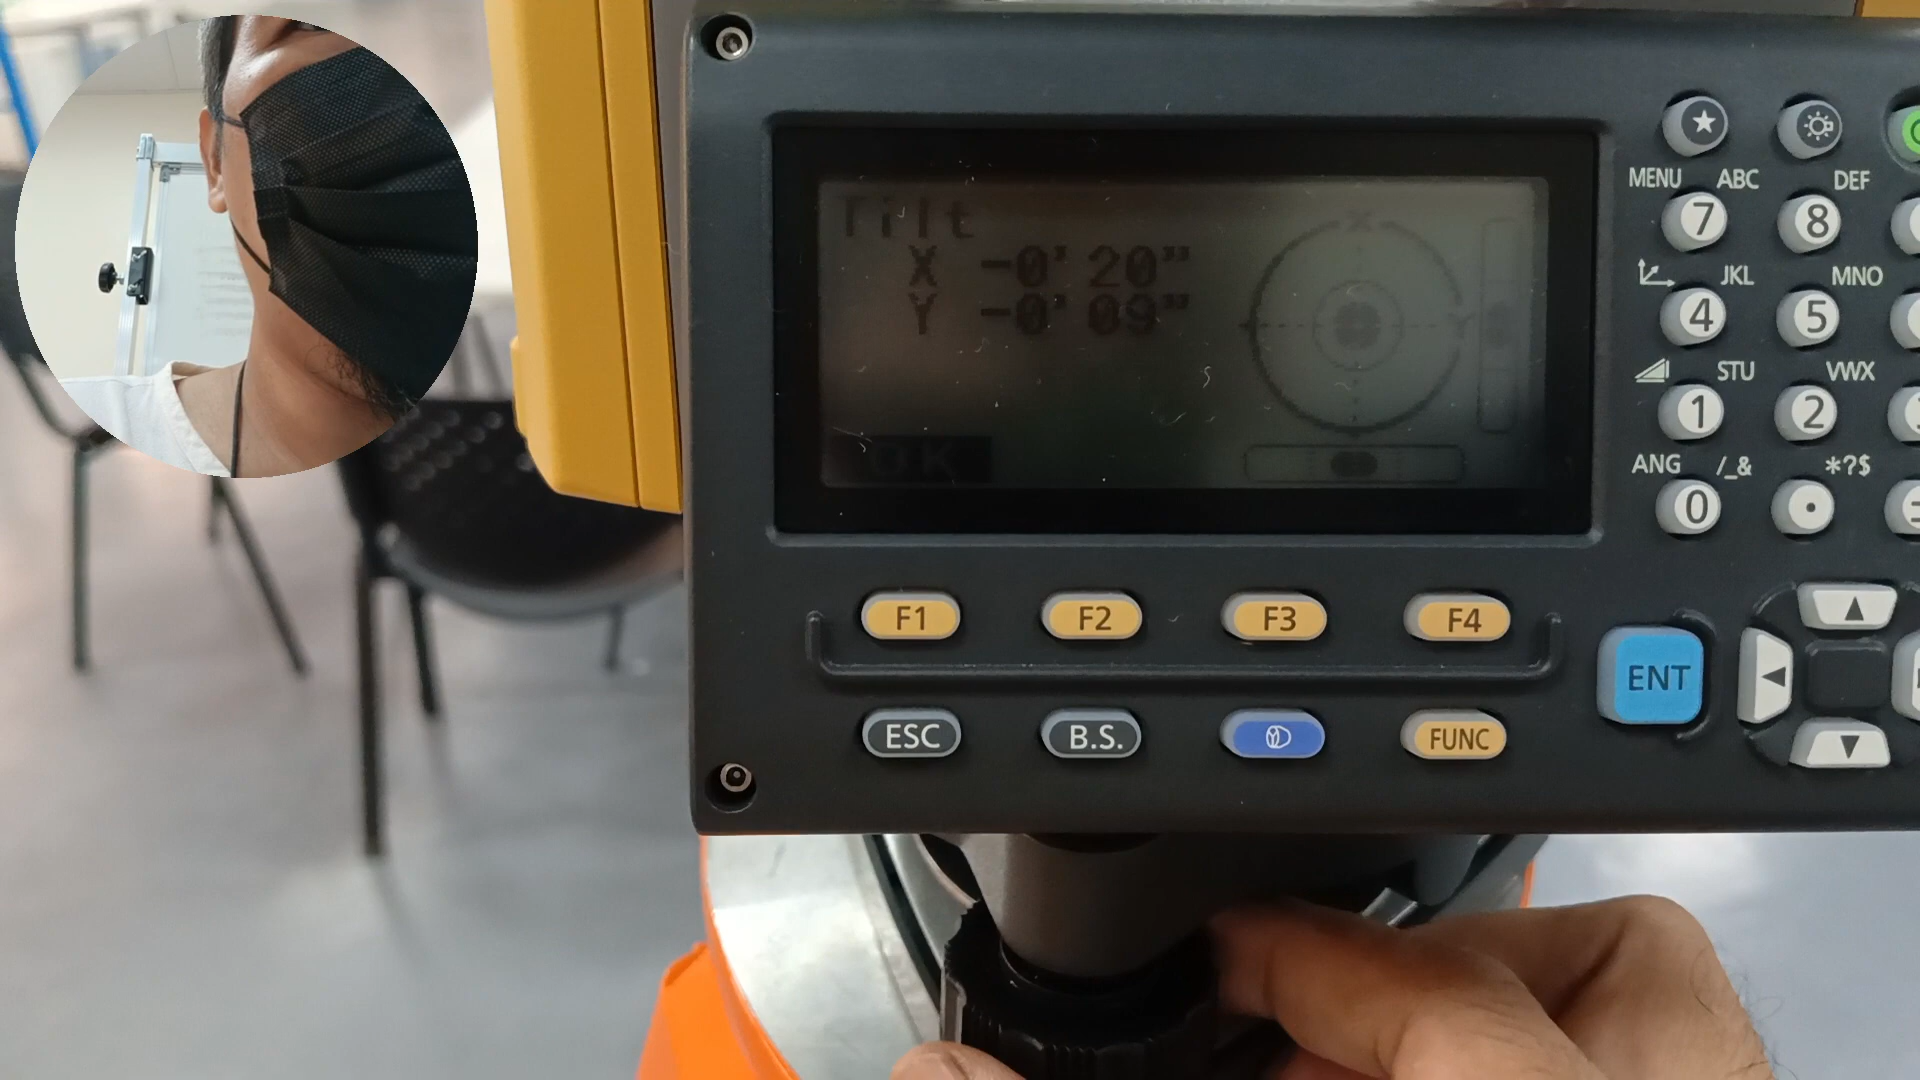 Tilt
X -0' 20"
Y -0' 09"
X
Y
OK
MENU ABC DEF
7 8
JKL MNO
4 5
STU VWX
1 2
ANG /_& *?$
0 •
F1 F2 F3 F4
ENT
ESC B.S. FUNC